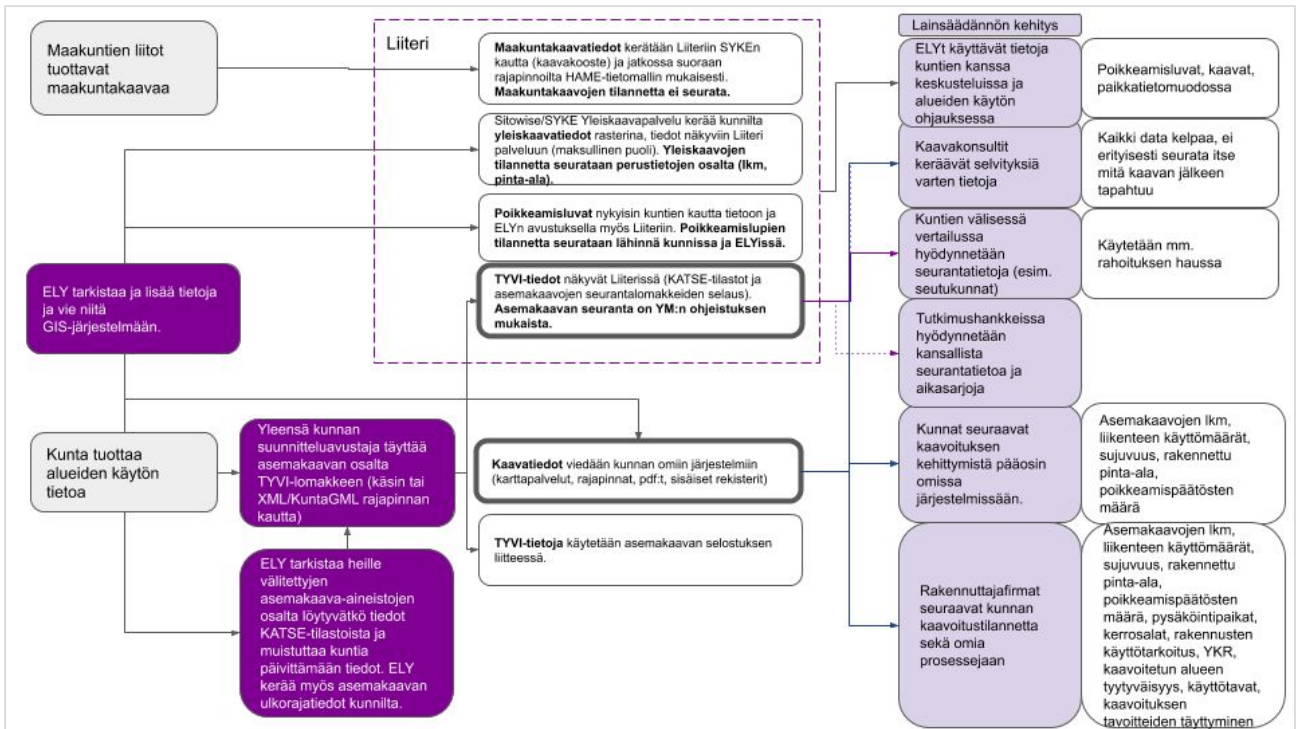 Maakuntien liitot
tuottavat
maakuntakaavaa
ELY tarkistaa ja lisää tietoja
ja vie niitä
GIS-järjestelmään.
Kunta tuottaa
alueiden käytön
tietoa
Yleensä kunnan
suunnitteluavustaja täyttää
asemakaavan osalta
TYVI-lomakkeen (käsin tai
XML/KuntaGML rajapinnan
kautta)
ELY tarkistaa heille
välitettyjen
asemakaava-aineistojen
osalta löytyvätkö tiedot
KATSE-tilastoista ja
muistuttaa kuntia
päivittämään tiedot. ELY
kerää myös asemakaavan
ulkorajatiedot kunnilta.
Liiteri
Maakuntakaavatiedot kerätään Liiteriin SYKEn
kautta (kaavakooste) ja jatkossa suoraan
rajapinnoilta HAME-tietomallin mukaisesti.
Maakuntakaavojen tilannetta ei seurata.
Sitowise/SYKE Yleiskaavapalvelu kerää kunnilta
yleiskaavatiedot rasterina, tiedot näkyviin Liiteri
palveluun (maksullinen puoli). Yleiskaavojen
tilannetta seurataan perustietojen osalta (lkm,
pinta-ala).
Poikkeamisluvat nykyisin kuntien kautta tietoon ja
ELYn avustuksella myös Liiteriin. Poikkeamislupien
tilannetta seurataan lähinnä kunnissa ja ELYissä.
TYVI-tiedot näkyvät Liiterissä (KATSE-tilastot ja
asemakaavojen seurantalomakkeiden selaus).
Asemakaavan seuranta on YM:n ohjeistuksen
mukaista.
Kaavatiedot viedään kunnan omiin järjestelmiin
(karttapalvelut, rajapinnat, pdf:t, sisäiset rekisterit)
TYVI-tietoja käytetään asemakaavan selostuksen
liitteessä.
Lainsäädännön kehitys
ELYt käyttävät tietoja
kuntien kanssa
keskusteluissa ja
alueiden käytön
ohjauksessa
Poikkeamisluvat, kaavat,
paikkatietomuodossa
Kaavakonsultit
keräävät selvityksiä
varten tietoja
Kaikki data kelpaa, ei
erityisesti seurata itse
mitä kaavan jälkeen
tapahtuu
Kuntien välisessä
vertailussa
hyödynnetään
seurantatietoja (esim.
seutukunnat)
Käytetään mm.
rahoituksen haussa
Tutkimushankkeissa
hyödynnetään
kansallista
seurantatietoa ja
aikasarjoja
Kunnat seuraavat
kaavoituksen
kehittymistä pääosin
omissa
järjestelmissään.
Asemakaavojen lkm,
liikenteen käyttömäärät,
sujuvuus, rakennettu
pinta-ala,
poikkeamispäätösten
määrä
Rakennuttajafirmat
seuraavat kunnan
kaavoitustilannetta
sekä omia
prosessejaan
Asemakaavojen lkm,
liikenteen käyttömäärät,
sujuvuus, rakennettu
pinta-ala,
poikkeamispäätösten
määrä, pysäköintipaikat,
kerrosalat, rakennusten
käyttötarkoitus, YKR,
kaavoitetun alueen
tyytyväisyys, käyttötavat,
kaavoituksen
tavoitteiden täyttyminen